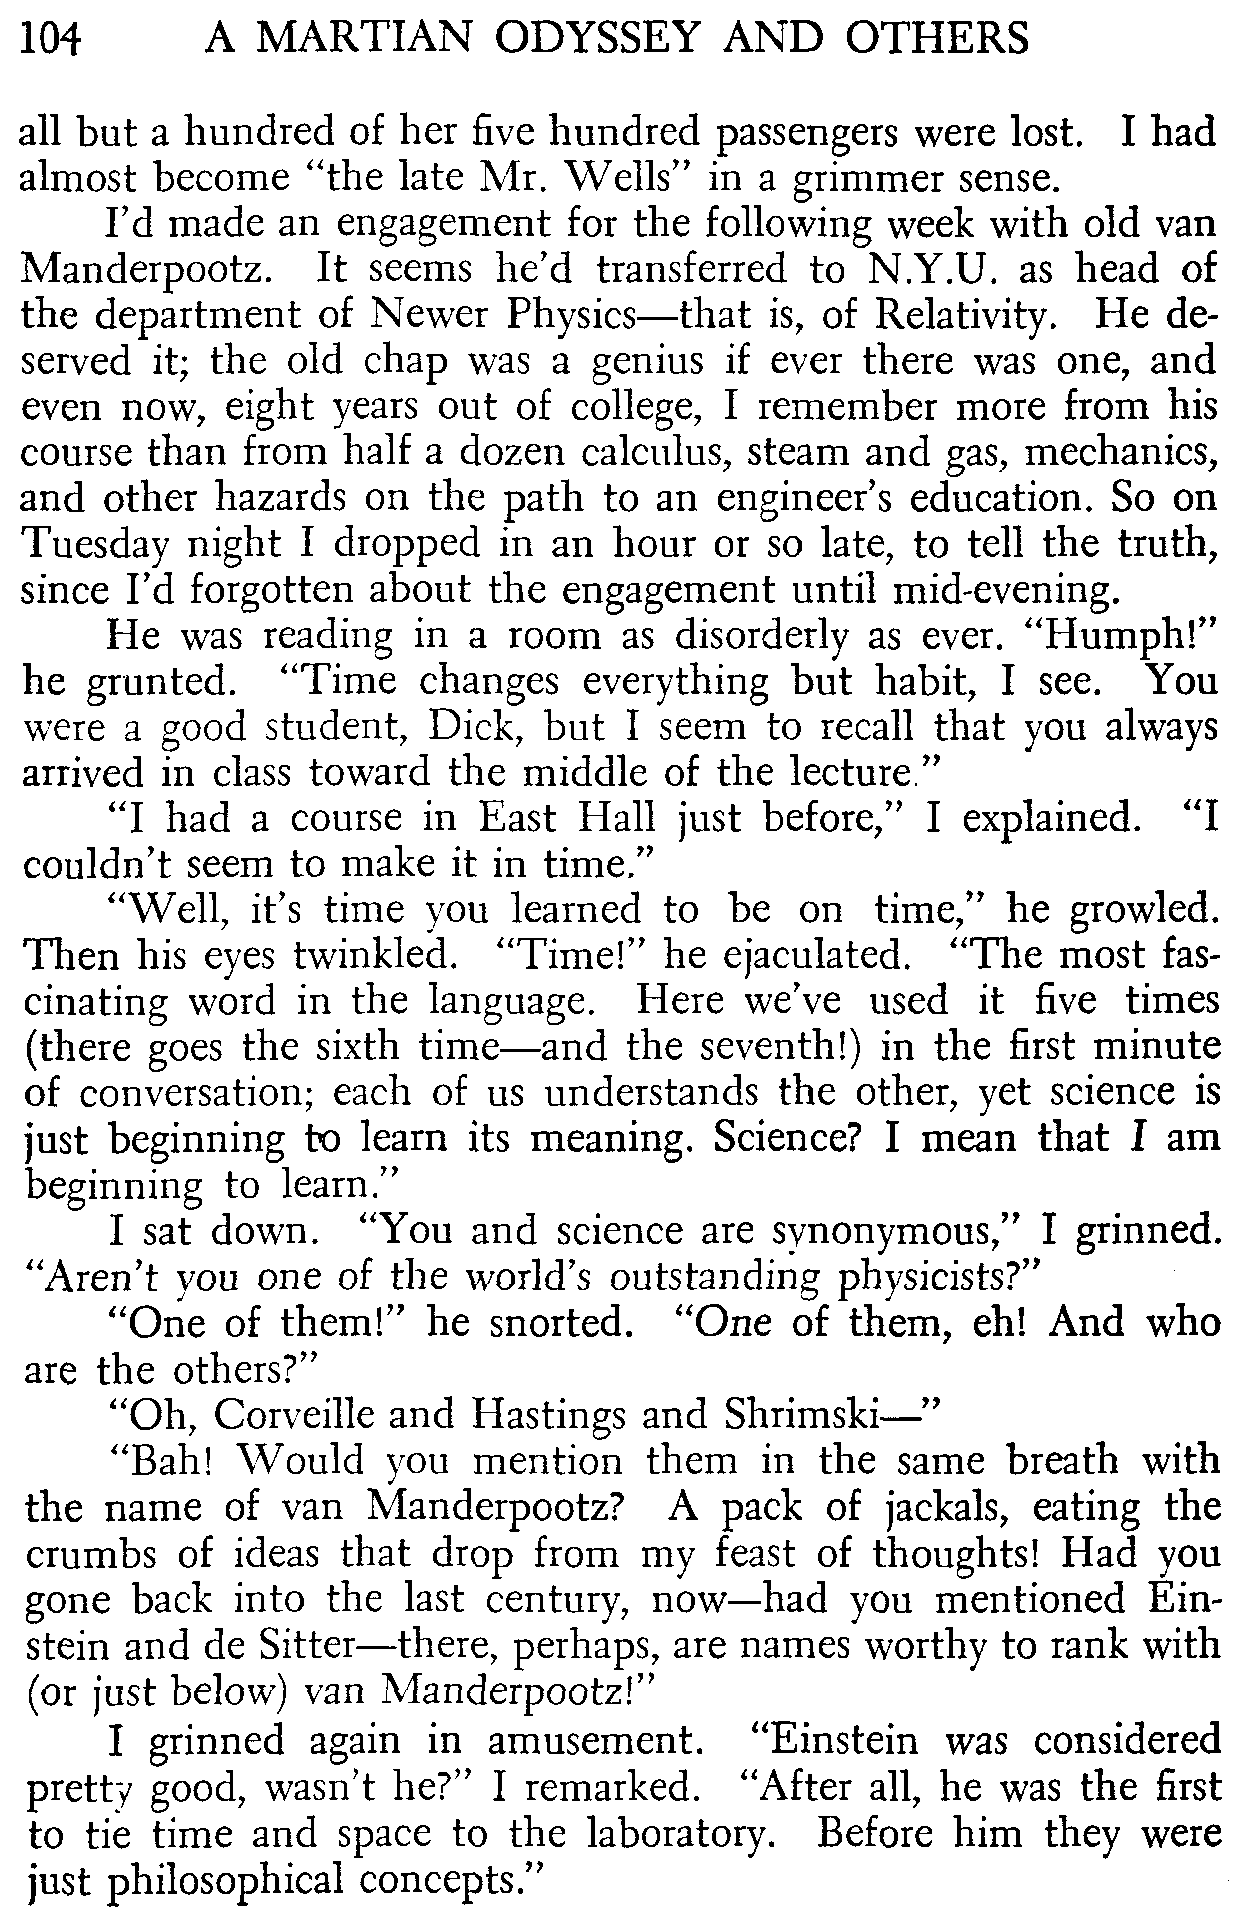 104 A MARTIAN ODYSSEY AND OTHERS
all but a hundred of her five hundred passengers were lost. I had
almost become “the late Mr. Wells” in a grimmer sense.
I’d made an engagement for the following week with old van
Manderpootz. It seems he’d transferred to N.Y.U. as head of
the department of Newer Physics—that is, of Relativity. He de-
served it; the old chap was a genius if ever there was one, and
even now, eight years out of college, I remember more from his
course than from half a dozen calculus, steam and gas, mechanics,
and other hazards on the path to an engineer’s education. So on
Tuesday night I dropped in an hour or so late, to tell the truth,
since I’d forgotten about the engagement until mid-evening.
He was reading in a room as disorderly as ever. “Humph!”
he grunted. “Time changes everything but habit, I see. You
were a good student, Dick, but I seem to recall that you always
arrived in class toward the middle of the lecture.”
“I had a course in East Hall just before,” I explained. “I
couldn’t seem to make it in time.”
“Well, it’s time you learned to be on time,” he growled.
Then his eyes twinkled. “Time!” he ejaculated. “The most fas-
cinating word in the language. Here we’ve used it five times
(there goes the sixth time—and the seventh!) in the first minute
of conversation; each of us understands the other, yet science is
just beginning to learn its meaning. Science? I mean that I am
beginning to learn.”
I sat down. “You and science are synonymous,” I grinned.
“Aren’t you one of the world’s outstanding physicists?”
“One of them!” he snorted. “One of them, eh! And who
are the others?”
“Oh, Corveille and Hastings and Shrimski—”
“Bah! Would you mention them in the same breath with
the name of van Manderpootz? A pack of jackals, eating the
crumbs of ideas that drop from my feast of thoughts! Had you
gone back into the last century, now—had you mentioned Ein-
stein and de Sitter—there, perhaps, are names worthy to rank with
(or just below) van Manderpootz!”
I grinned again in amusement. “Einstein was considered
pretty good, wasn’t he?” I remarked. “After all, he was the first
to tie time and space to the laboratory. Before him they were
just philosophical concepts.”